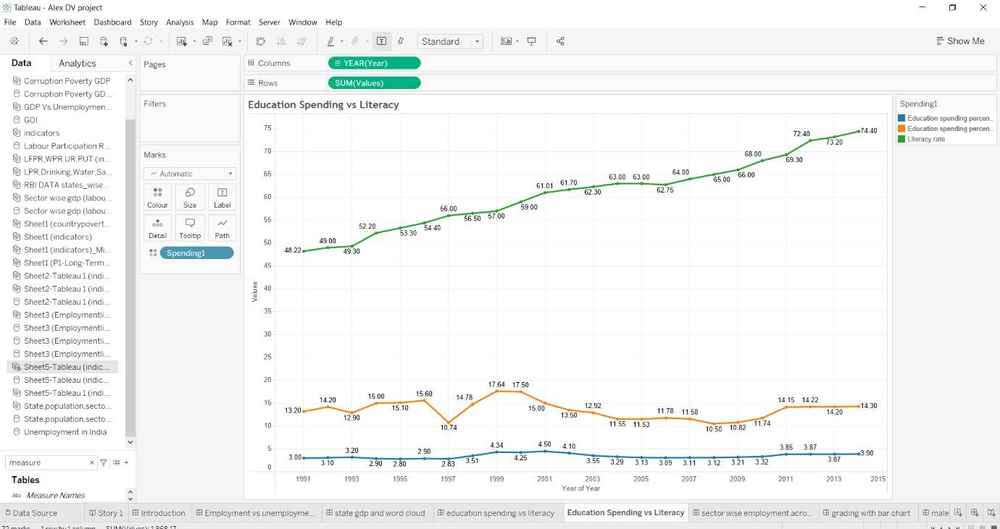 Tableau - Alex DV project
File Data Worksheet Dashboard Story Analysis Map Format Server Window Help
Standard
Show Me
Data Analytics
Corruption Poverty GDP
Corruption Poverty GD...
GDP Vs Unemploymen...
GOI
indicators
Labour Participation R...
LFPR,WPR,UR,PUT (in...
LPR,Drinking,Water,Sa...
RBI DATA states_wise...
Sector wise gdp (labou...
Sector wise gdp (labou...
Sheet1 (countrypovert...
Sheet1 (indicators)
Sheet1 (indicators)_Mi...
Sheet1 (P1-Long-Term...
Sheet2-Tableau 1 (indi...
Sheet2-Tableau 1 (indi...
Sheet2-Tableau 1 (indi...
Sheet3 (Employmentli...
Sheet3 (Employmentli...
Sheet3 (Employmentli...
Sheet3 (Employmentli...
Sheet5-Tableau (indic...
Sheet5-Tableau (indic...
Sheet5-Tableau 1 (indi...
State,population,secto...
State,population,secto...
Unemployment in India
measure
Tables
Abc Measure Names
Pages
Filters
Marks
Automatic
Colour Size Label
Detail Tooltip Path
Spending1
Columns YEAR(Year)
Rows SUM(Values)
Education Spending vs Literacy
75
70
65
60
55
50
45
40
35
30
25
20
15
10
5
0
Values
48.22 49.00 49.30 52.20 53.30 54.40 56.00 56.50 57.00 59.00 61.01 61.70 62.30 63.00 63.00 62.75 64.00 65.00 66.00 68.00 69.30 72.40 73.20 74.40
13.20 14.20 12.90 15.00 15.10 15.60 10.74 14.78 17.64 17.50 15.00 13.50 12.92 11.55 11.53 11.78 11.58 10.50 10.82 11.74 14.15 14.22 14.20 14.30
3.00 3.10 3.20 2.90 2.80 2.90 2.83 3.51 4.34 4.25 4.50 4.10 3.55 3.29 3.13 3.09 3.11 3.12 3.21 3.32 3.85 3.87 3.87 3.90
1991 1993 1995 1997 1999 2001 2003 2005 2007 2009 2011 2013 2015
Year of Year
Spending1
Education spending percen..
Education spending percen..
Literacy rate
Data Source Story 1 Introduction Employment vs unemployme... state gdp and word cloud education spending vs literacy Education Spending vs Literacy sector wise employment acro... grading with bar chart male
72 marks 1 row by 1 column SUM(Values): 1,868.17